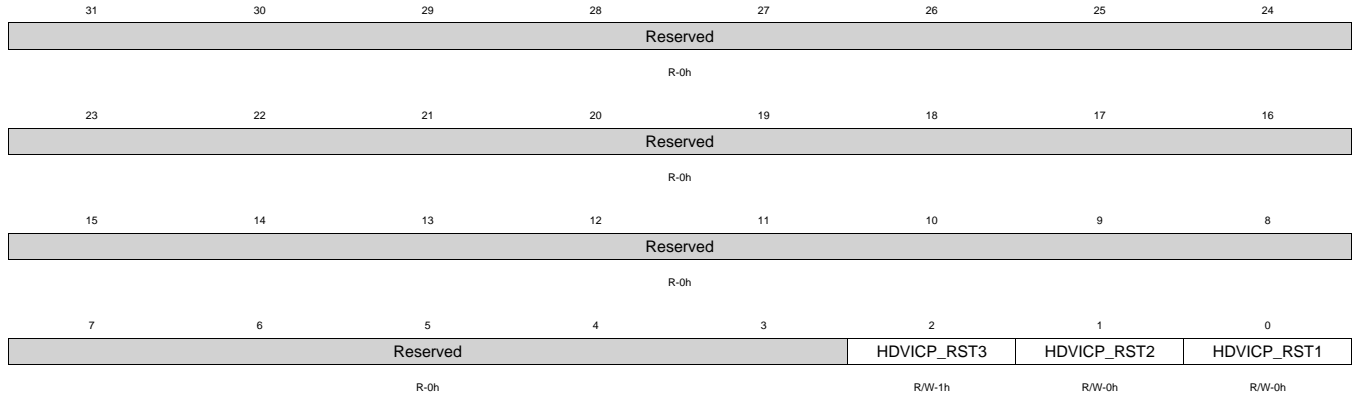 31 30 29 28 27 26 25 24
Reserved
R-0h
23 22 21 20 19 18 17 16
Reserved
R-0h
15 14 13 12 11 10 9 8
Reserved
R-0h
7 6 5 4 3 2 1 0
Reserved HDVICP_RST3 HDVICP_RST2 HDVICP_RST1
R-0h R/W-1h R/W-0h R/W-0h